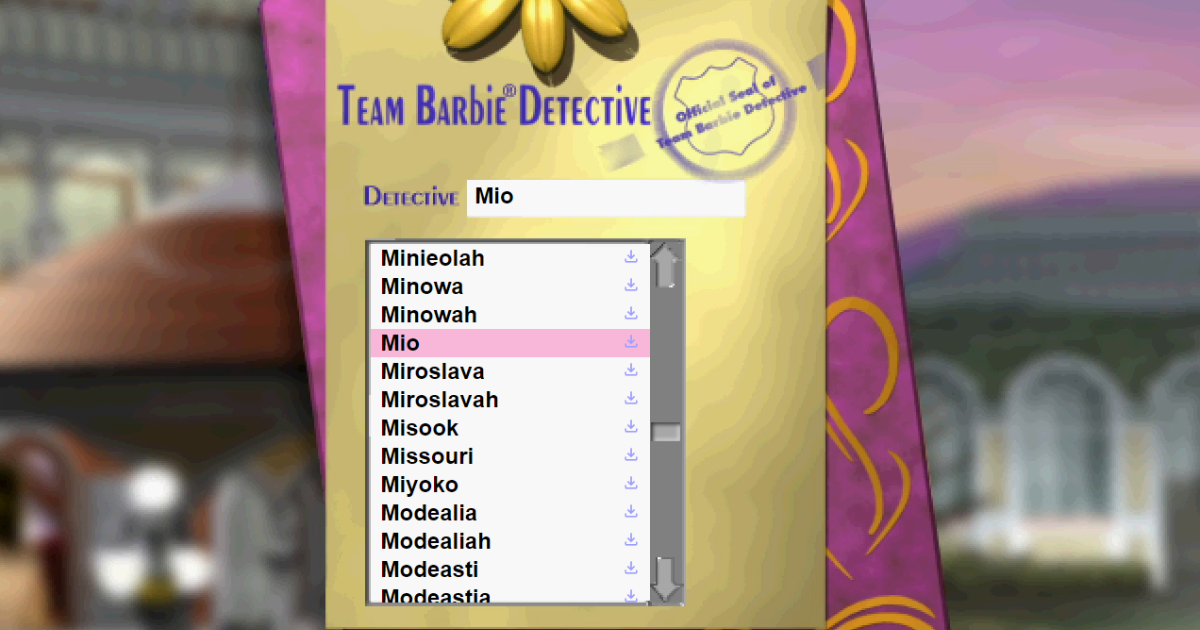 Team Barbie® Detective
Official Seal of
Team Barbie Detective
Detective Mio
Minieolah
Minowa
Minowah
Mio
Miroslava
Miroslavah
Misook
Missouri
Miyoko
Modealia
Modealiah
Modeasti
Modeastia